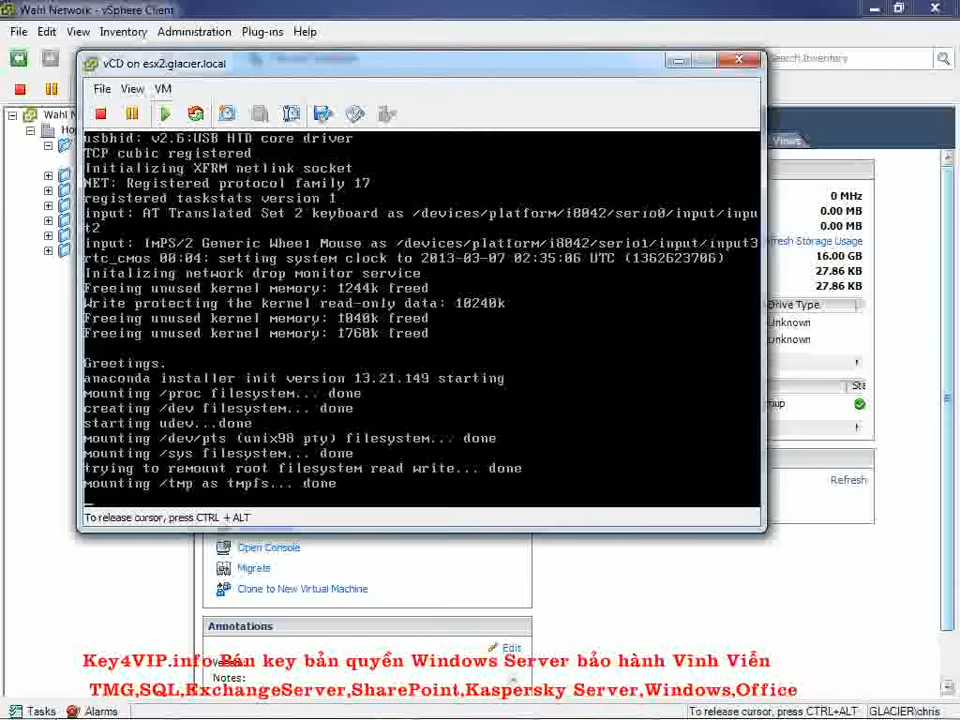 Wahl Network - vSphere Client
File Edit View Inventory Administration Plug-ins Help
Search Inventory
vCD on esx2.glacier.local
File View VM
Wahl N
Ho
Views
usbhid: v2.6:USB HID core driver
TCP cubic registered
Initializing XFRM netlink socket
NET: Registered protocol family 17
registered taskstats version 1
input: AT Translated Set 2 keyboard as /devices/platform/i8042/serio0/input/inpu
t2
input: ImPS/2 Generic Wheel Mouse as /devices/platform/i8042/serio1/input/input3
rtc_cmos 00:04: setting system clock to 2013-03-07 02:35:06 UTC (1362623706)
Initalizing network drop monitor service
Freeing unused kernel memory: 1244k freed
Write protecting the kernel read-only data: 10240k
Freeing unused kernel memory: 1040k freed
Freeing unused kernel memory: 1760k freed
Greetings.
anaconda installer init version 13.21.149 starting
mounting /proc filesystem... done
creating /dev filesystem... done
starting udev...done
mounting /dev/pts (unix98 pty) filesystem... done
mounting /sys filesystem... done
trying to remount root filesystem read write... done
mounting /tmp as tmpfs... done
To release cursor, press CTRL + ALT
0 MHz
0.00 MB
0.00 MB
efresh Storage Usage
16.00 GB
27.86 KB
27.86 KB
Drive Type
Unknown
Unknown
Sta
Refresh
Open Console
Migrate
Clone to New Virtual Machine
Annotations
Edit
Notes:
Key4VIP.info Bán key bản quyền Windows Server bảo hành Vĩnh Viễn
TMG,SQL,ExchangeServer,SharePoint,Kaspersky Server,Windows,Office
Tasks Alarms
To release cursor, press CTRL+ALT GLACIER\chris